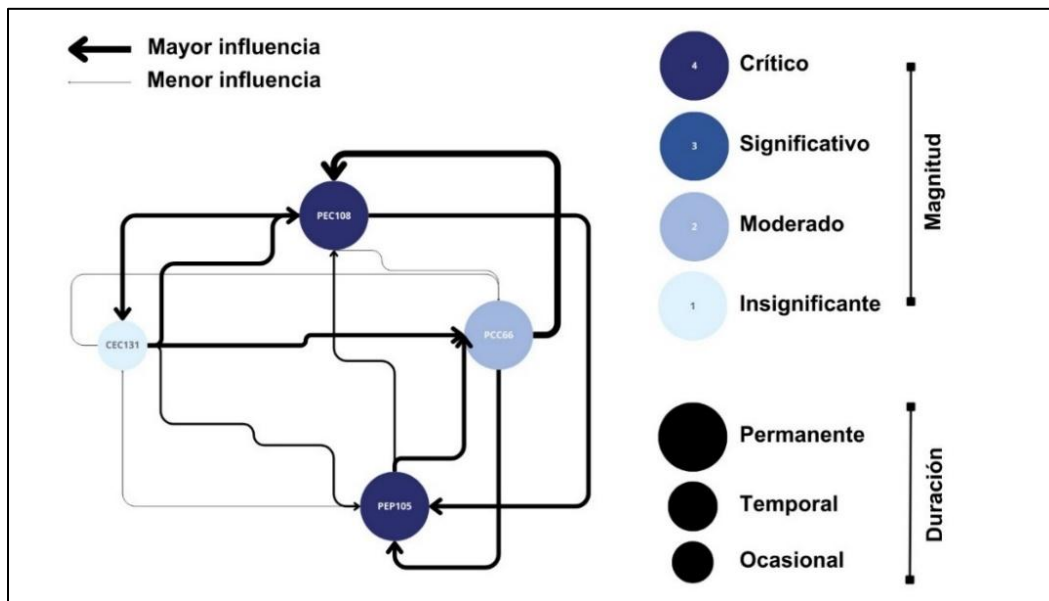 Mayor influencia
Menor influencia
PEC108
CEC131
PCC66
PEP105
4
Crítico
3
Significativo
2
Moderado
1
Insignificante
Magnitud
Permanente
Temporal
Ocasional
Duración